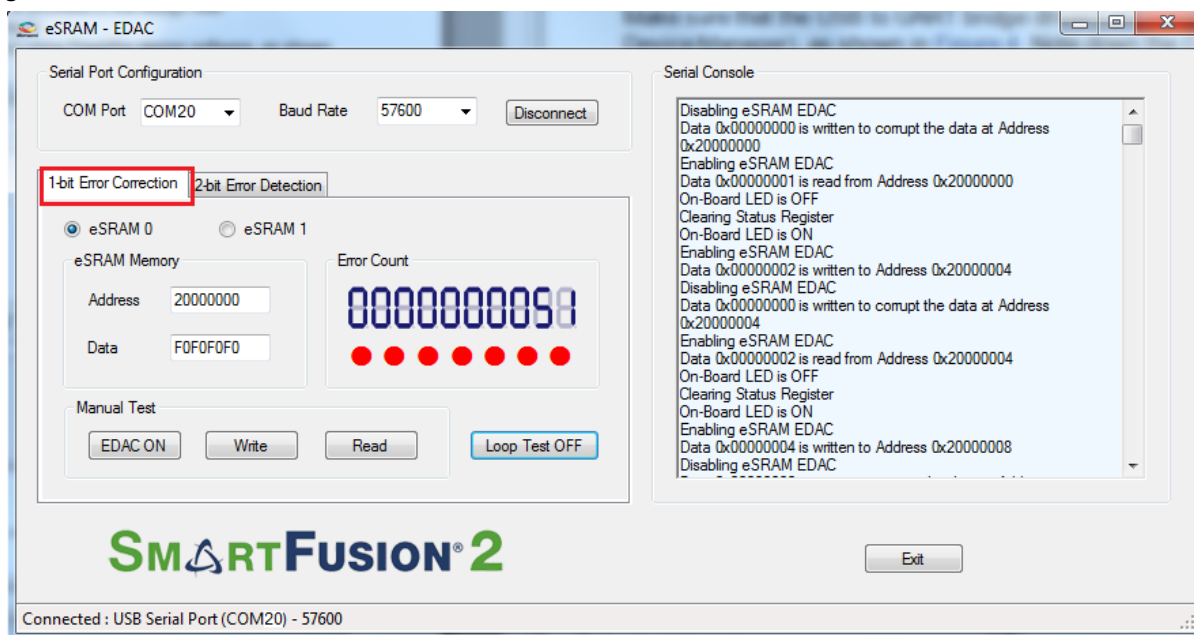 eSRAM - EDAC
Serial Port Configuration
COM Port COM20 Baud Rate 57600 Disconnect
1-bit Error Correction 2-bit Error Detection
eSRAM 0 eSRAM 1
eSRAM Memory
Address 20000000
Data F0F0F0F0
Error Count
0000000051
Manual Test
EDAC ON Write Read Loop Test OFF
Serial Console
Disabling eSRAM EDAC
Data 0x00000000 is written to corrupt the data at Address
0x20000000
Enabling eSRAM EDAC
Data 0x00000001 is read from Address 0x20000000
On-Board LED is OFF
Clearing Status Register
On-Board LED is ON
Enabling eSRAM EDAC
Data 0x00000002 is written to Address 0x20000004
Disabling eSRAM EDAC
Data 0x00000000 is written to corrupt the data at Address
0x20000004
Enabling eSRAM EDAC
Data 0x00000002 is read from Address 0x20000004
On-Board LED is OFF
Clearing Status Register
On-Board LED is ON
Enabling eSRAM EDAC
Data 0x00000004 is written to Address 0x20000008
Disabling eSRAM EDAC
SMARTFUSION® 2
Exit
Connected : USB Serial Port (COM20) - 57600